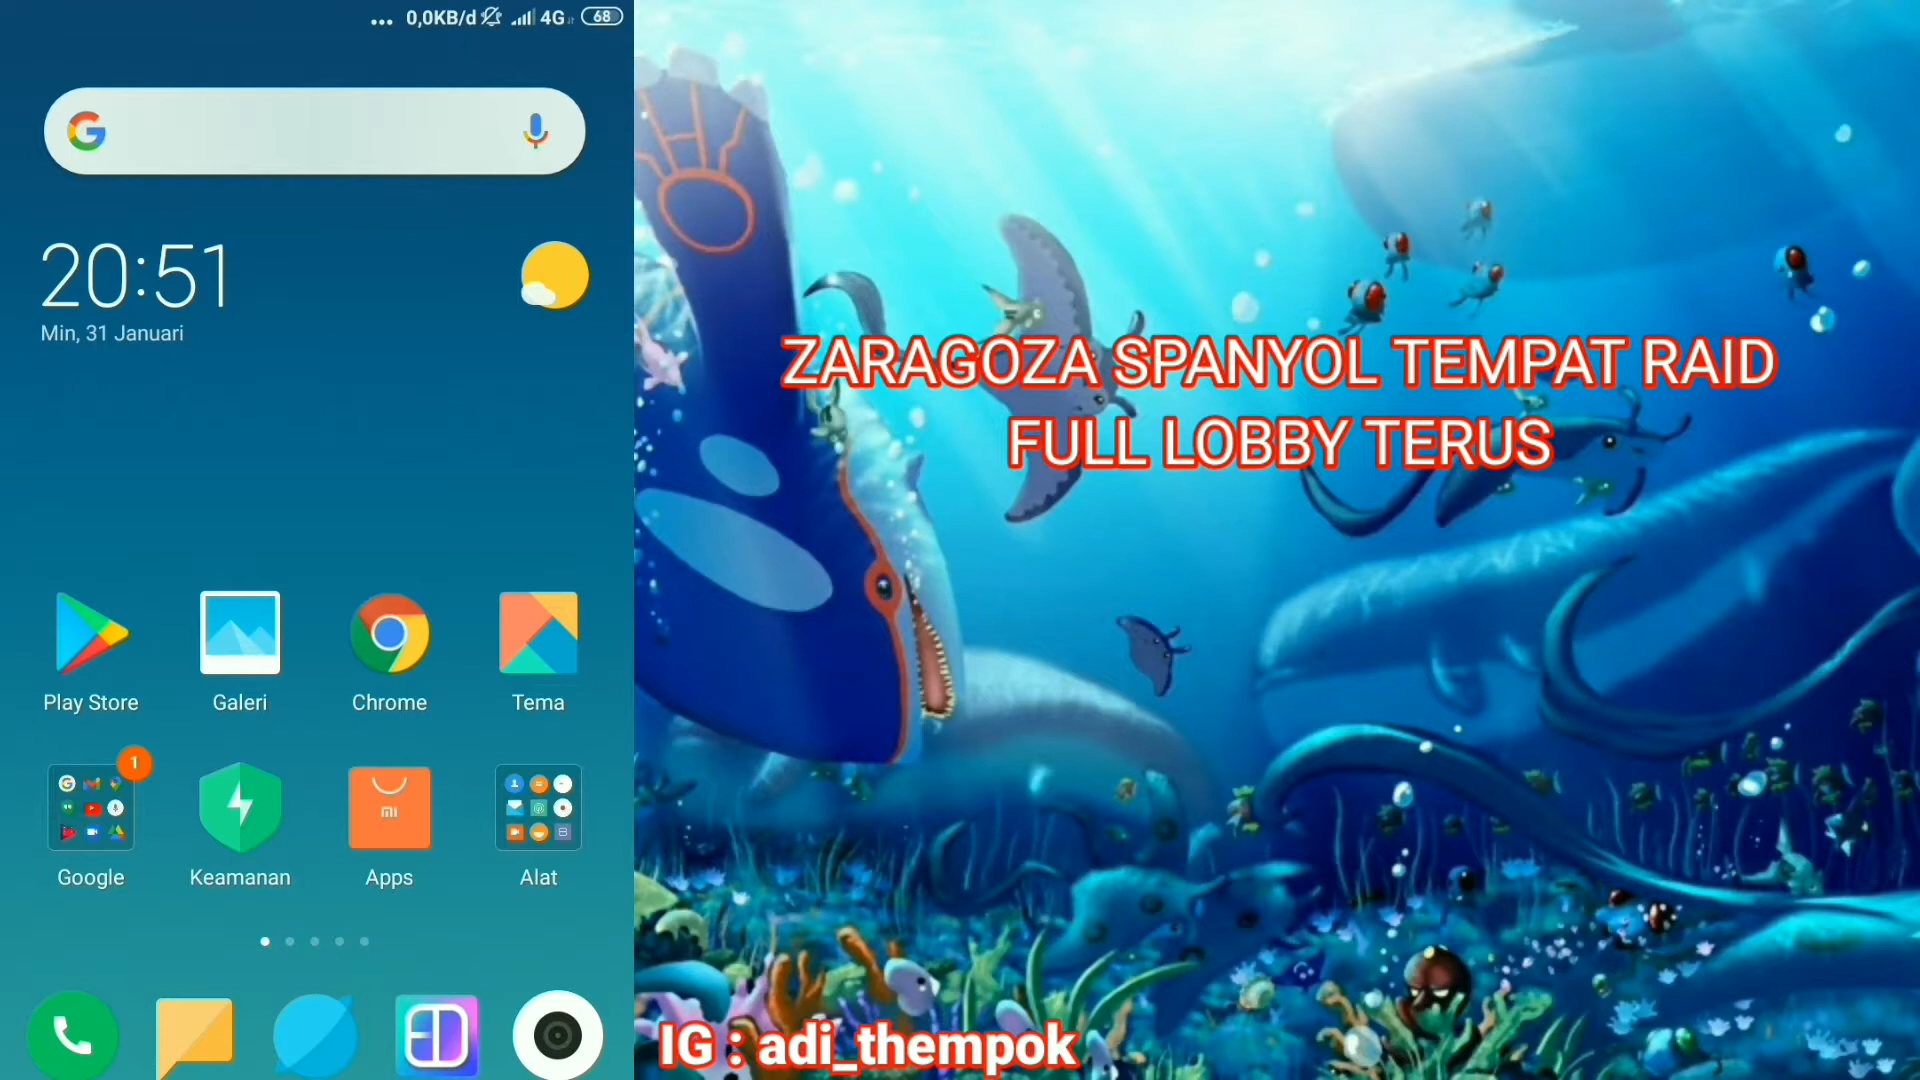 0,0KB/d 4G 68
20:51
Min, 31 Januari
Play Store Galeri Chrome Tema
1
mi
Google Keamanan Apps Alat
ZARAGOZA SPANYOL TEMPAT RAID
FULL LOBBY TERUS
IG : adi_thempok